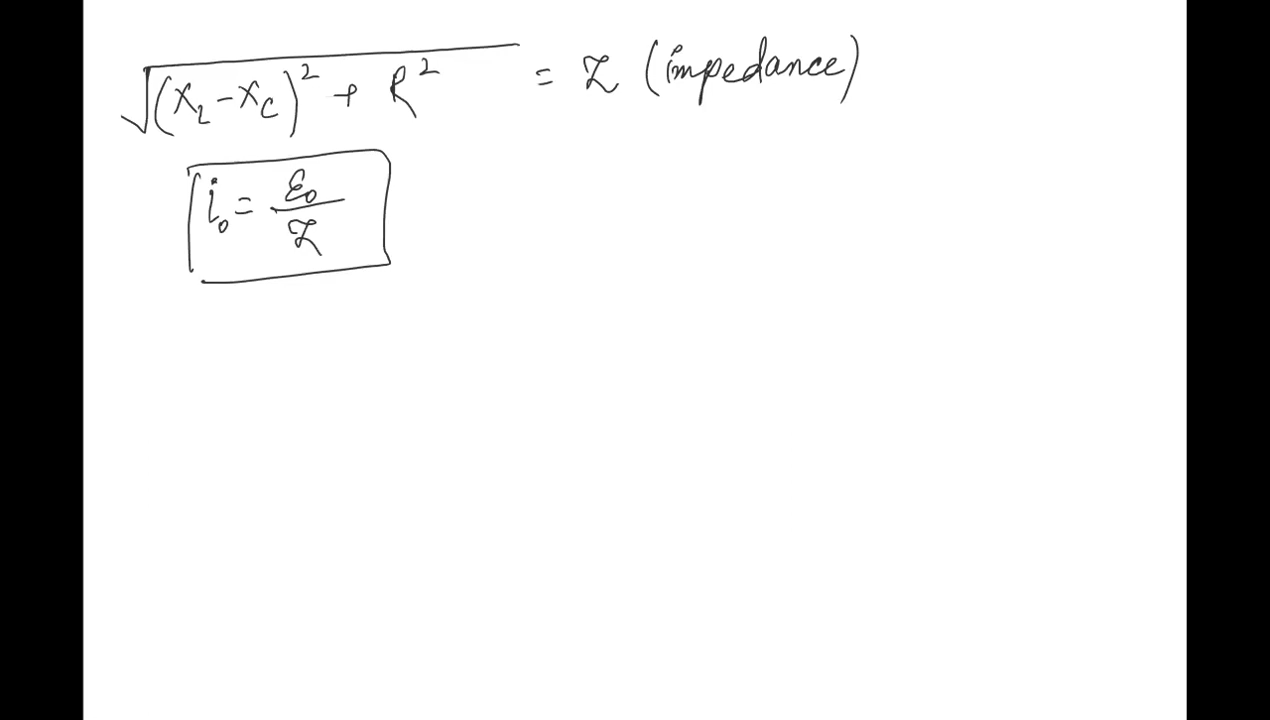 √((X_L - X_C)² + R²) = Z (impedance)
i₀ = ε₀/Z